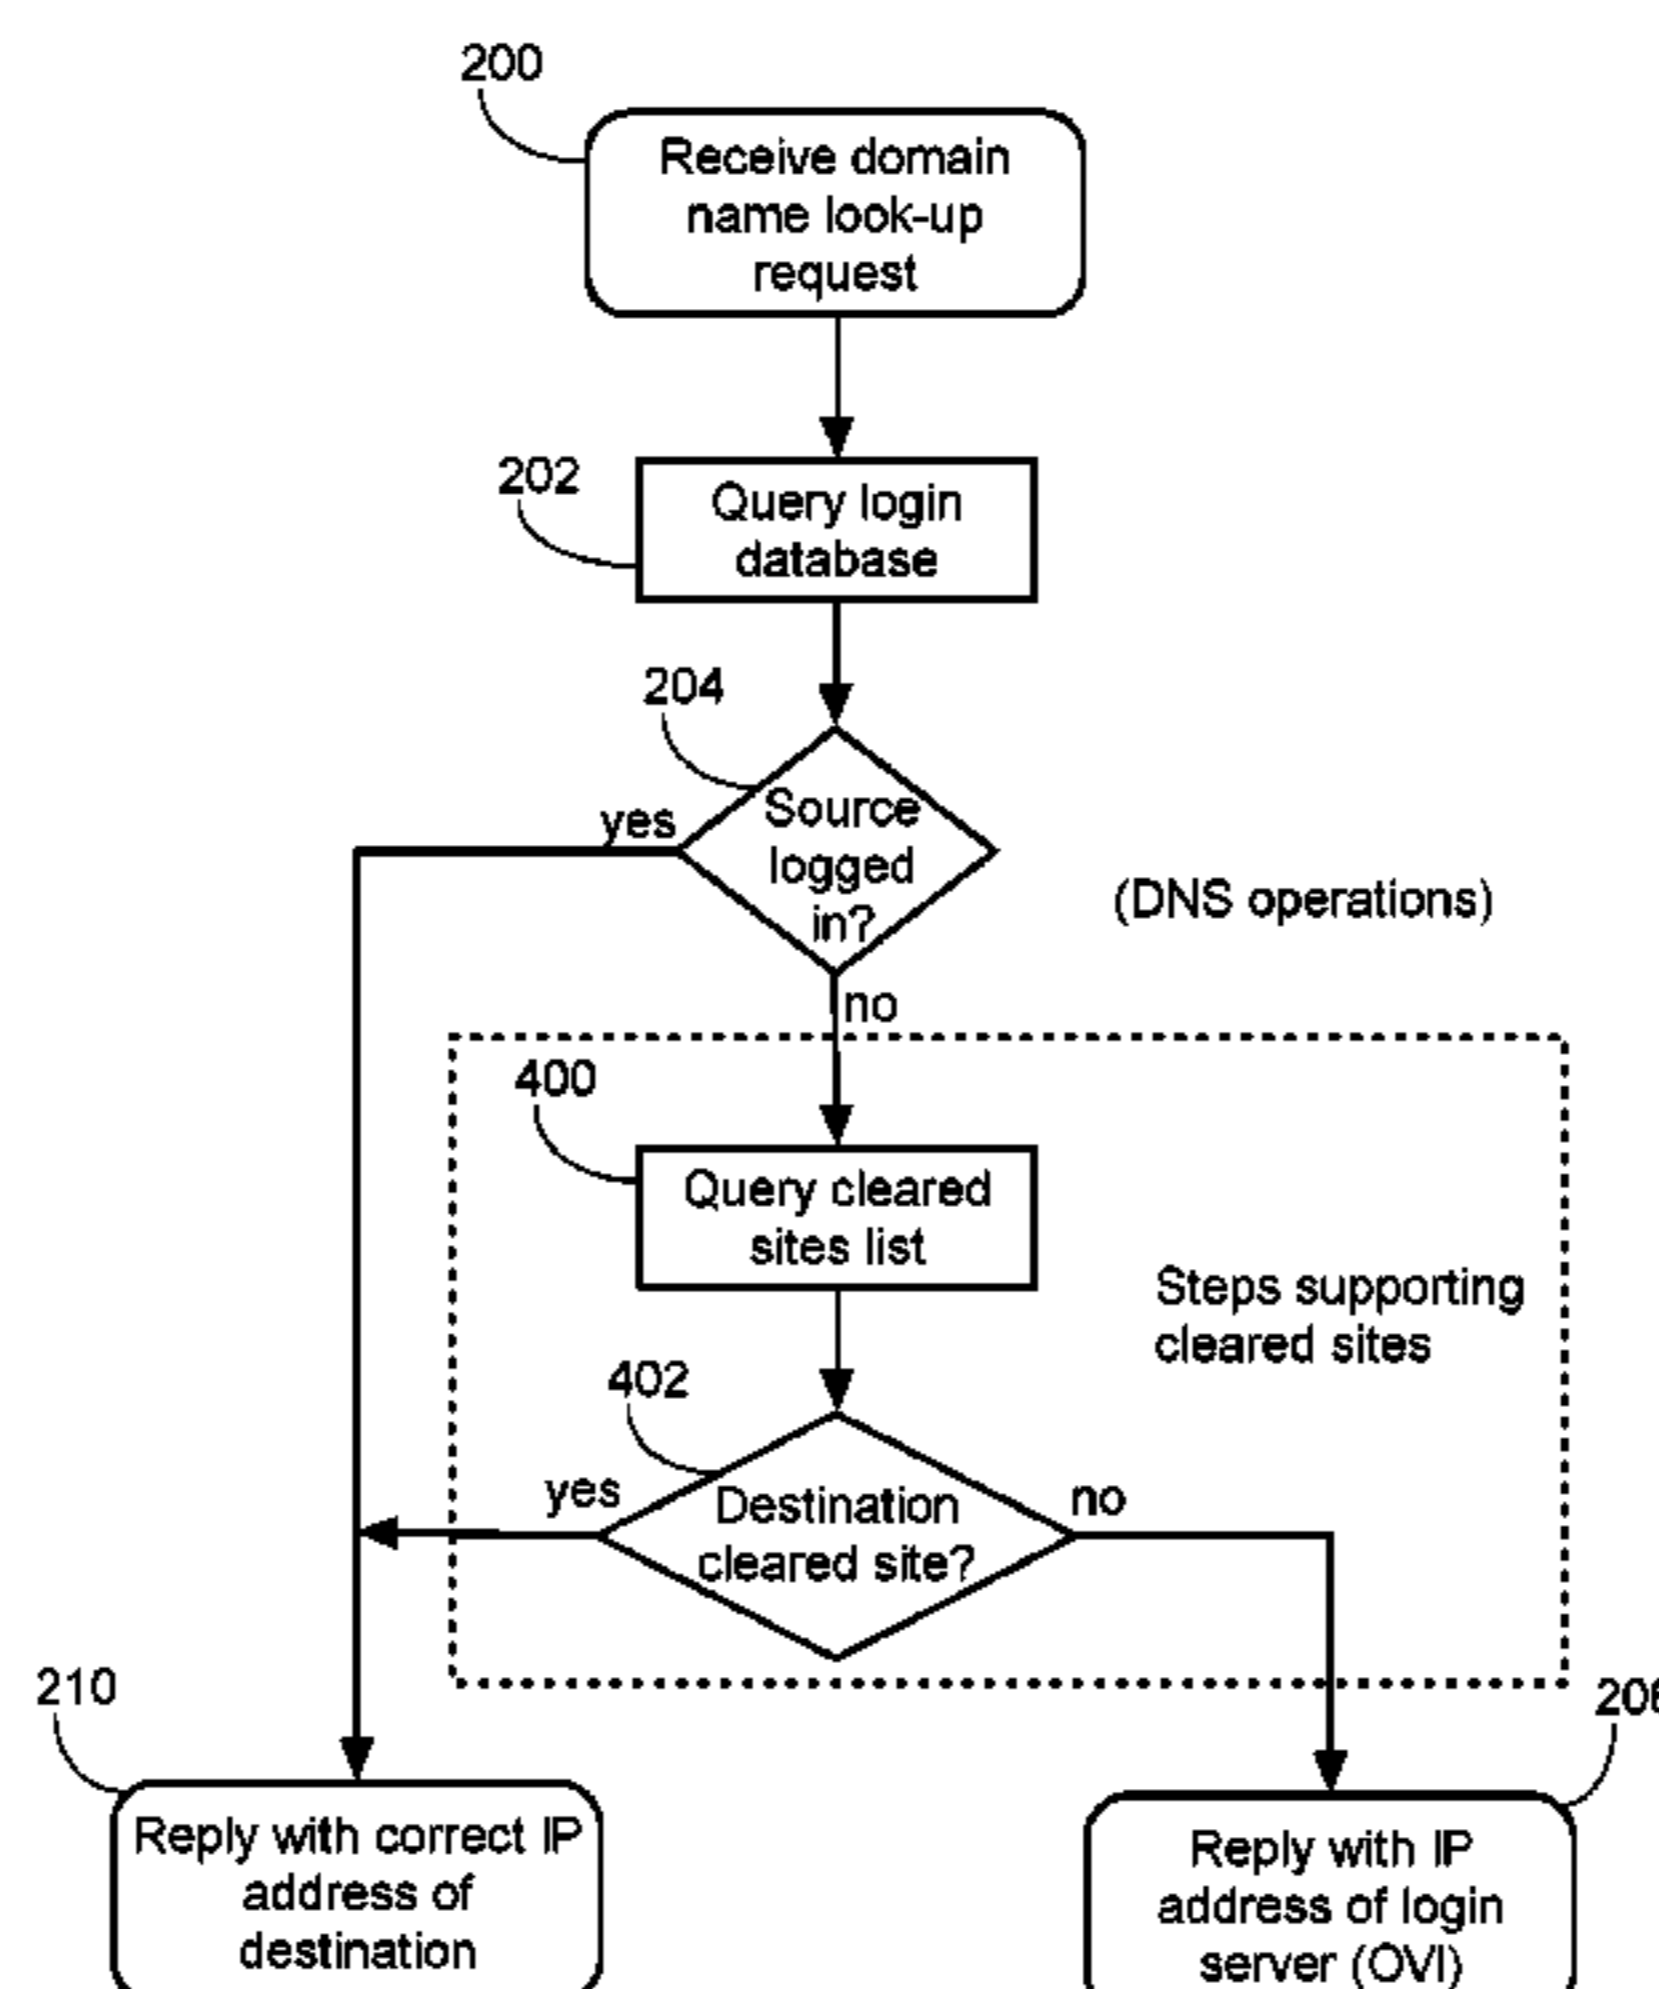 200
Receive domain
name look-up
request
202
Query login
database
204
yes
Source
logged
in?
(DNS operations)
no
400
Query cleared
sites list
Steps supporting
cleared sites
402
yes
Destination
cleared site?
no
210
206
Reply with correct IP
address of
destination
Reply with IP
address of login
server (OVI)